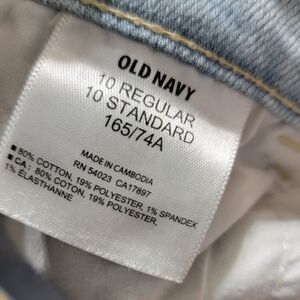 OLD NAVY
10 REGULAR
10 STANDARD
165/74A
MADE IN CAMBODIA
RN 54023 CA17897
■ 80% COTTON, 19% POLYESTER, 1% SPANDEX
■ CA: 80% COTON, 19% POLYESTER,
1% ÉLASTHANNE